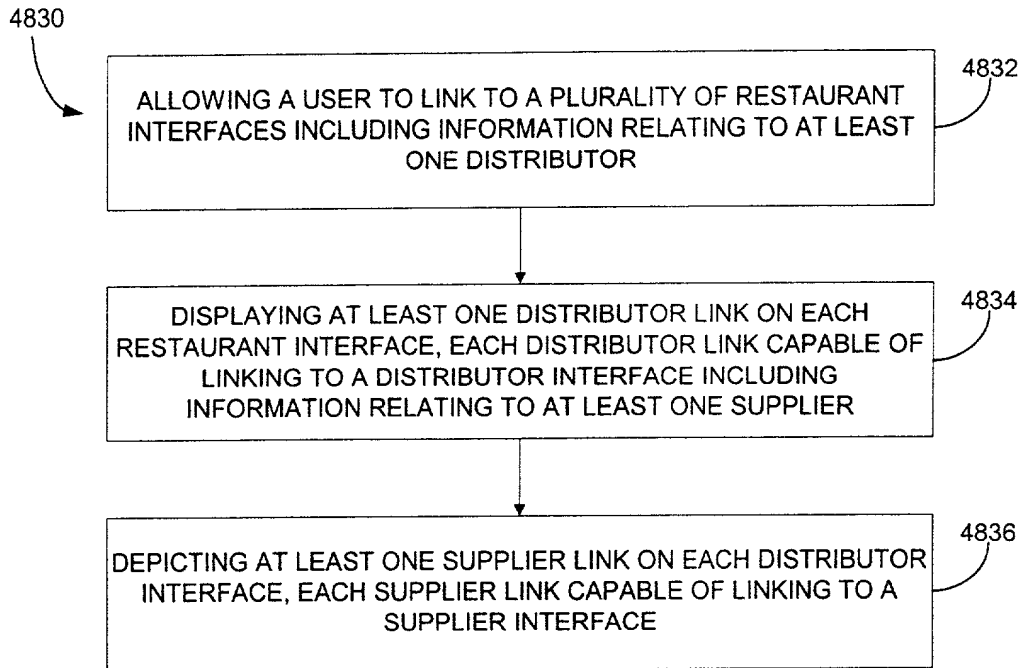 4830
4832
ALLOWING A USER TO LINK TO A PLURALITY OF RESTAURANT
INTERFACES INCLUDING INFORMATION RELATING TO AT LEAST
ONE DISTRIBUTOR
4834
DISPLAYING AT LEAST ONE DISTRIBUTOR LINK ON EACH
RESTAURANT INTERFACE, EACH DISTRIBUTOR LINK CAPABLE OF
LINKING TO A DISTRIBUTOR INTERFACE INCLUDING
INFORMATION RELATING TO AT LEAST ONE SUPPLIER
4836
DEPICTING AT LEAST ONE SUPPLIER LINK ON EACH DISTRIBUTOR
INTERFACE, EACH SUPPLIER LINK CAPABLE OF LINKING TO A
SUPPLIER INTERFACE